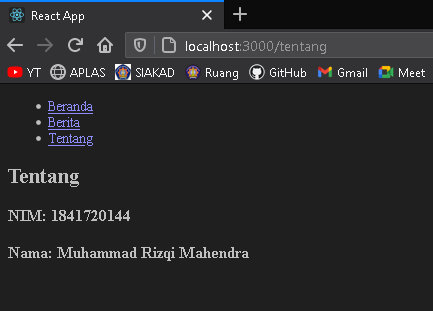 React App
localhost:3000/tentang
YT APLAS SIAKAD Ruang GitHub Gmail Meet
Beranda
Berita
Tentang
Tentang
NIM: 1841720144
Nama: Muhammad Rizqi Mahendra